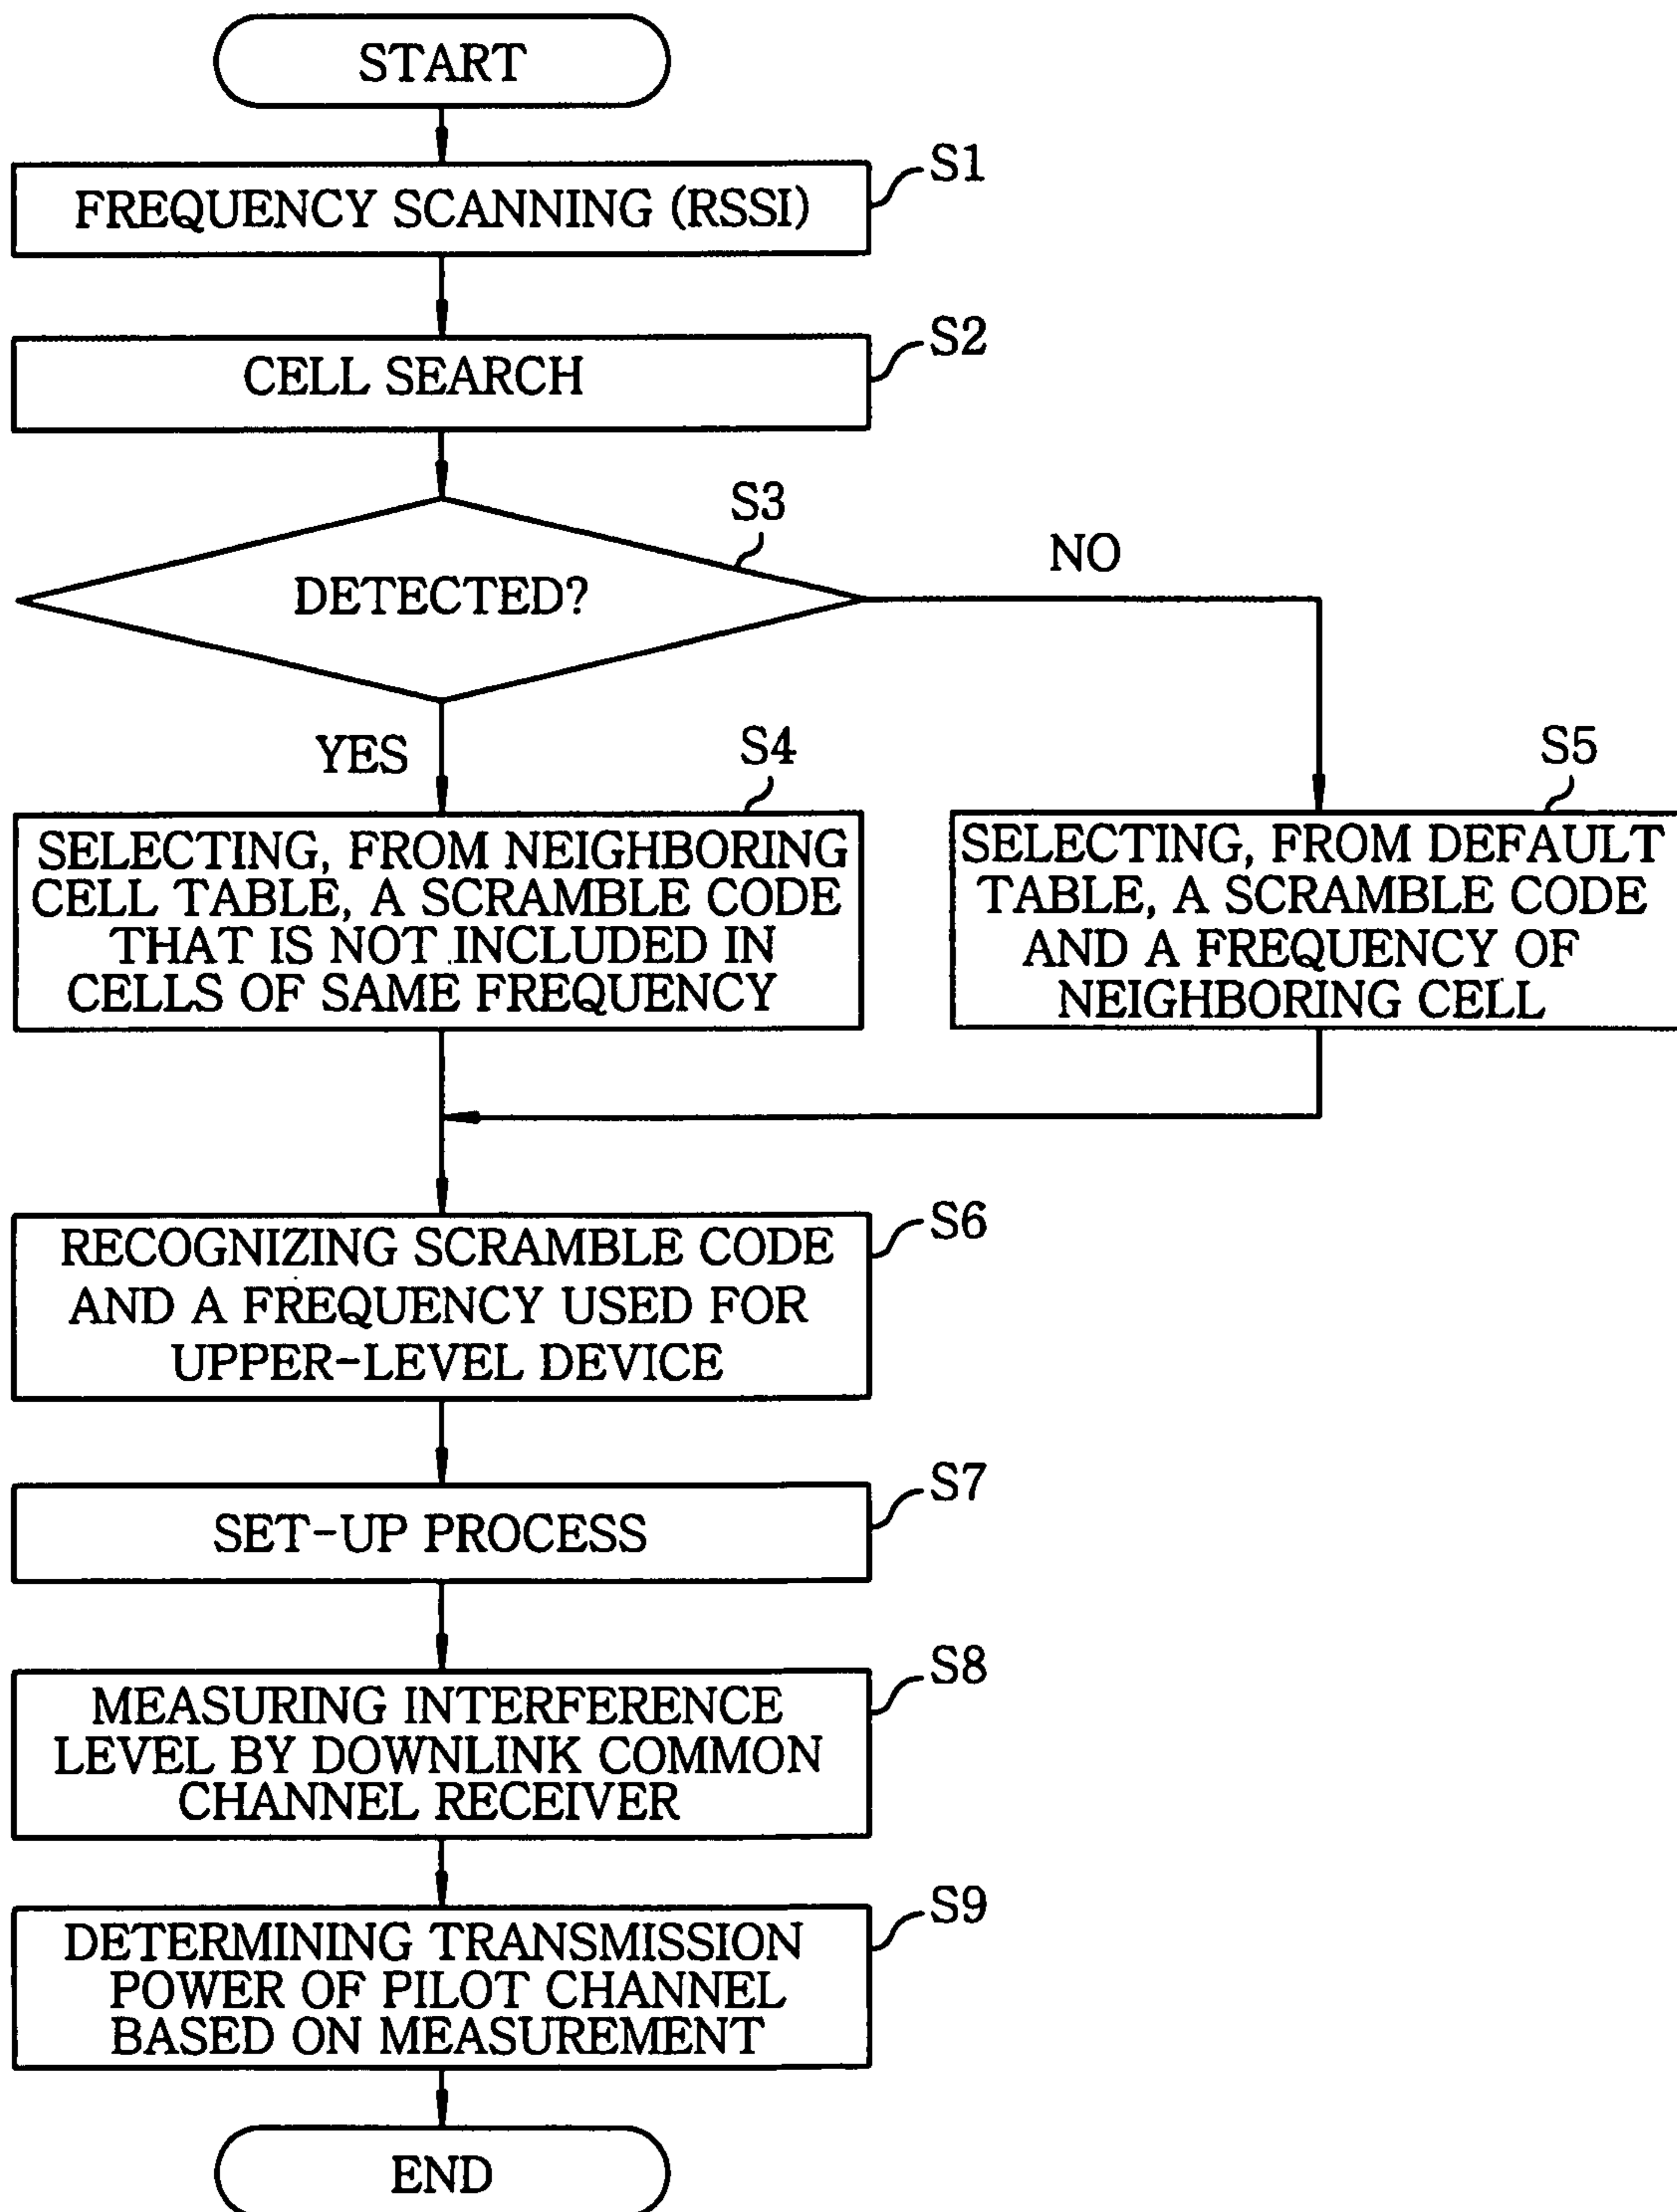 START
FREQUENCY SCANNING (RSSI)
S1
CELL SEARCH
S2
DETECTED?
S3
NO
YES
S4
SELECTING, FROM NEIGHBORING
CELL TABLE, A SCRAMBLE CODE
THAT IS NOT INCLUDED IN
CELLS OF SAME FREQUENCY
S5
SELECTING, FROM DEFAULT
TABLE, A SCRAMBLE CODE
AND A FREQUENCY OF
NEIGHBORING CELL
RECOGNIZING SCRAMBLE CODE
AND A FREQUENCY USED FOR
UPPER-LEVEL DEVICE
S6
SET-UP PROCESS
S7
MEASURING INTERFERENCE
LEVEL BY DOWNLINK COMMON
CHANNEL RECEIVER
S8
DETERMINING TRANSMISSION
POWER OF PILOT CHANNEL
BASED ON MEASUREMENT
S9
END